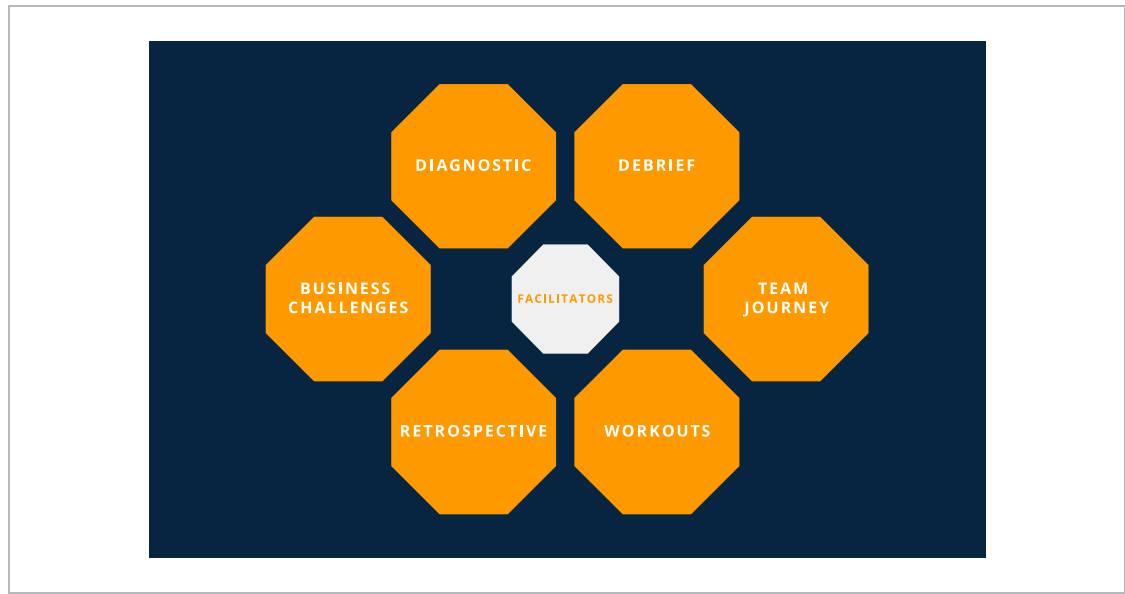 DIAGNOSTIC
DEBRIEF
BUSINESS
CHALLENGES
FACILITATORS
TEAM
JOURNEY
RETROSPECTIVE
WORKOUTS